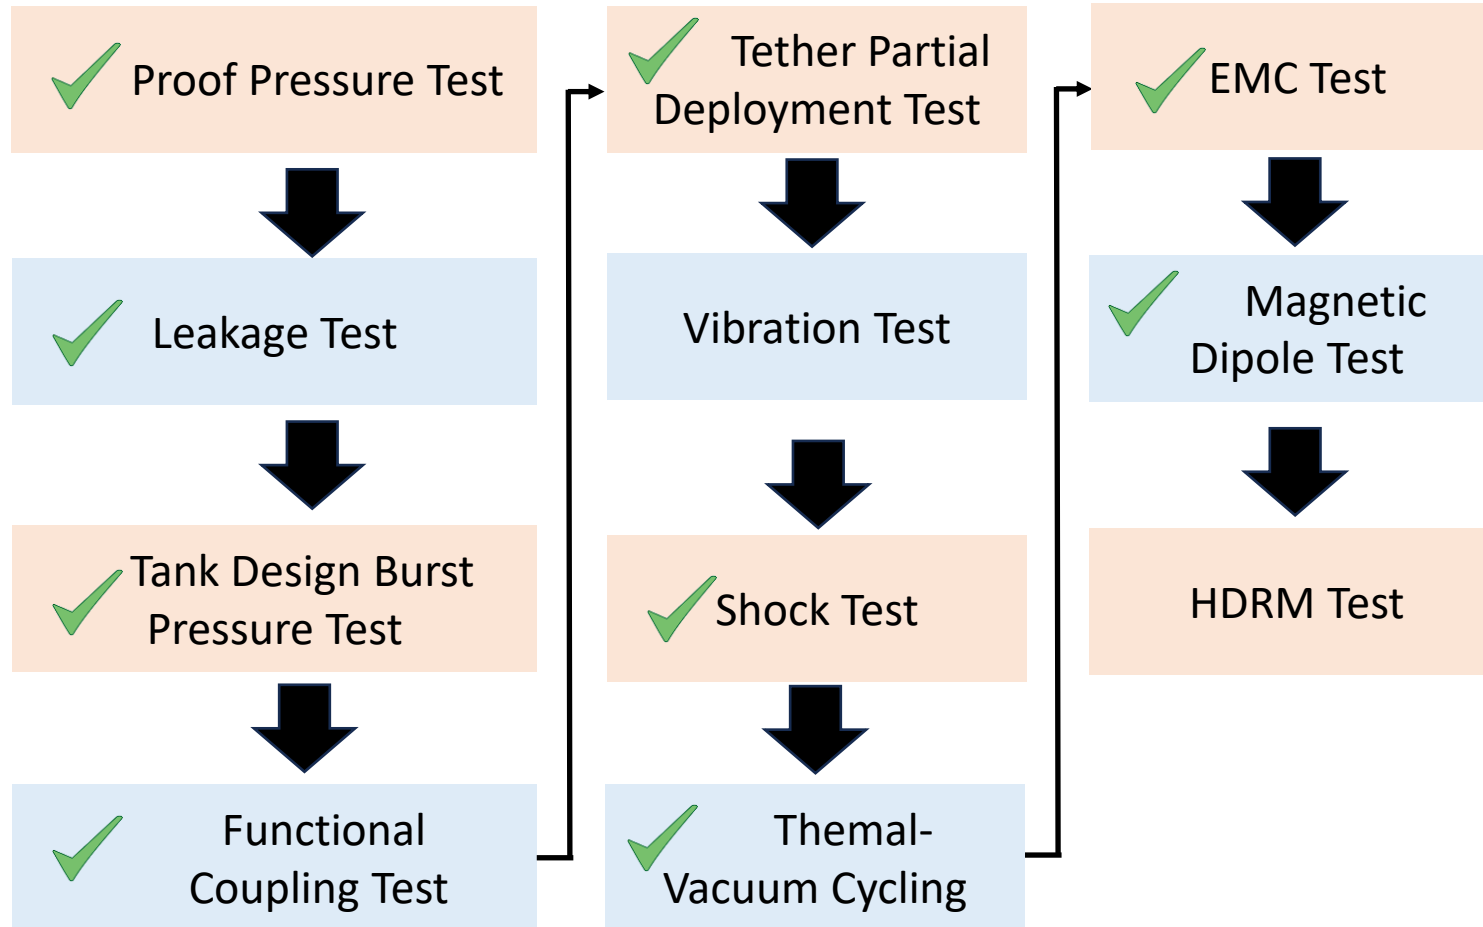 Proof Pressure Test
Leakage Test
Tank Design Burst
Pressure Test
Functional
Coupling Test
Tether Partial
Deployment Test
Vibration Test
Shock Test
Themal-
Vacuum Cycling
EMC Test
Magnetic
Dipole Test
HDRM Test